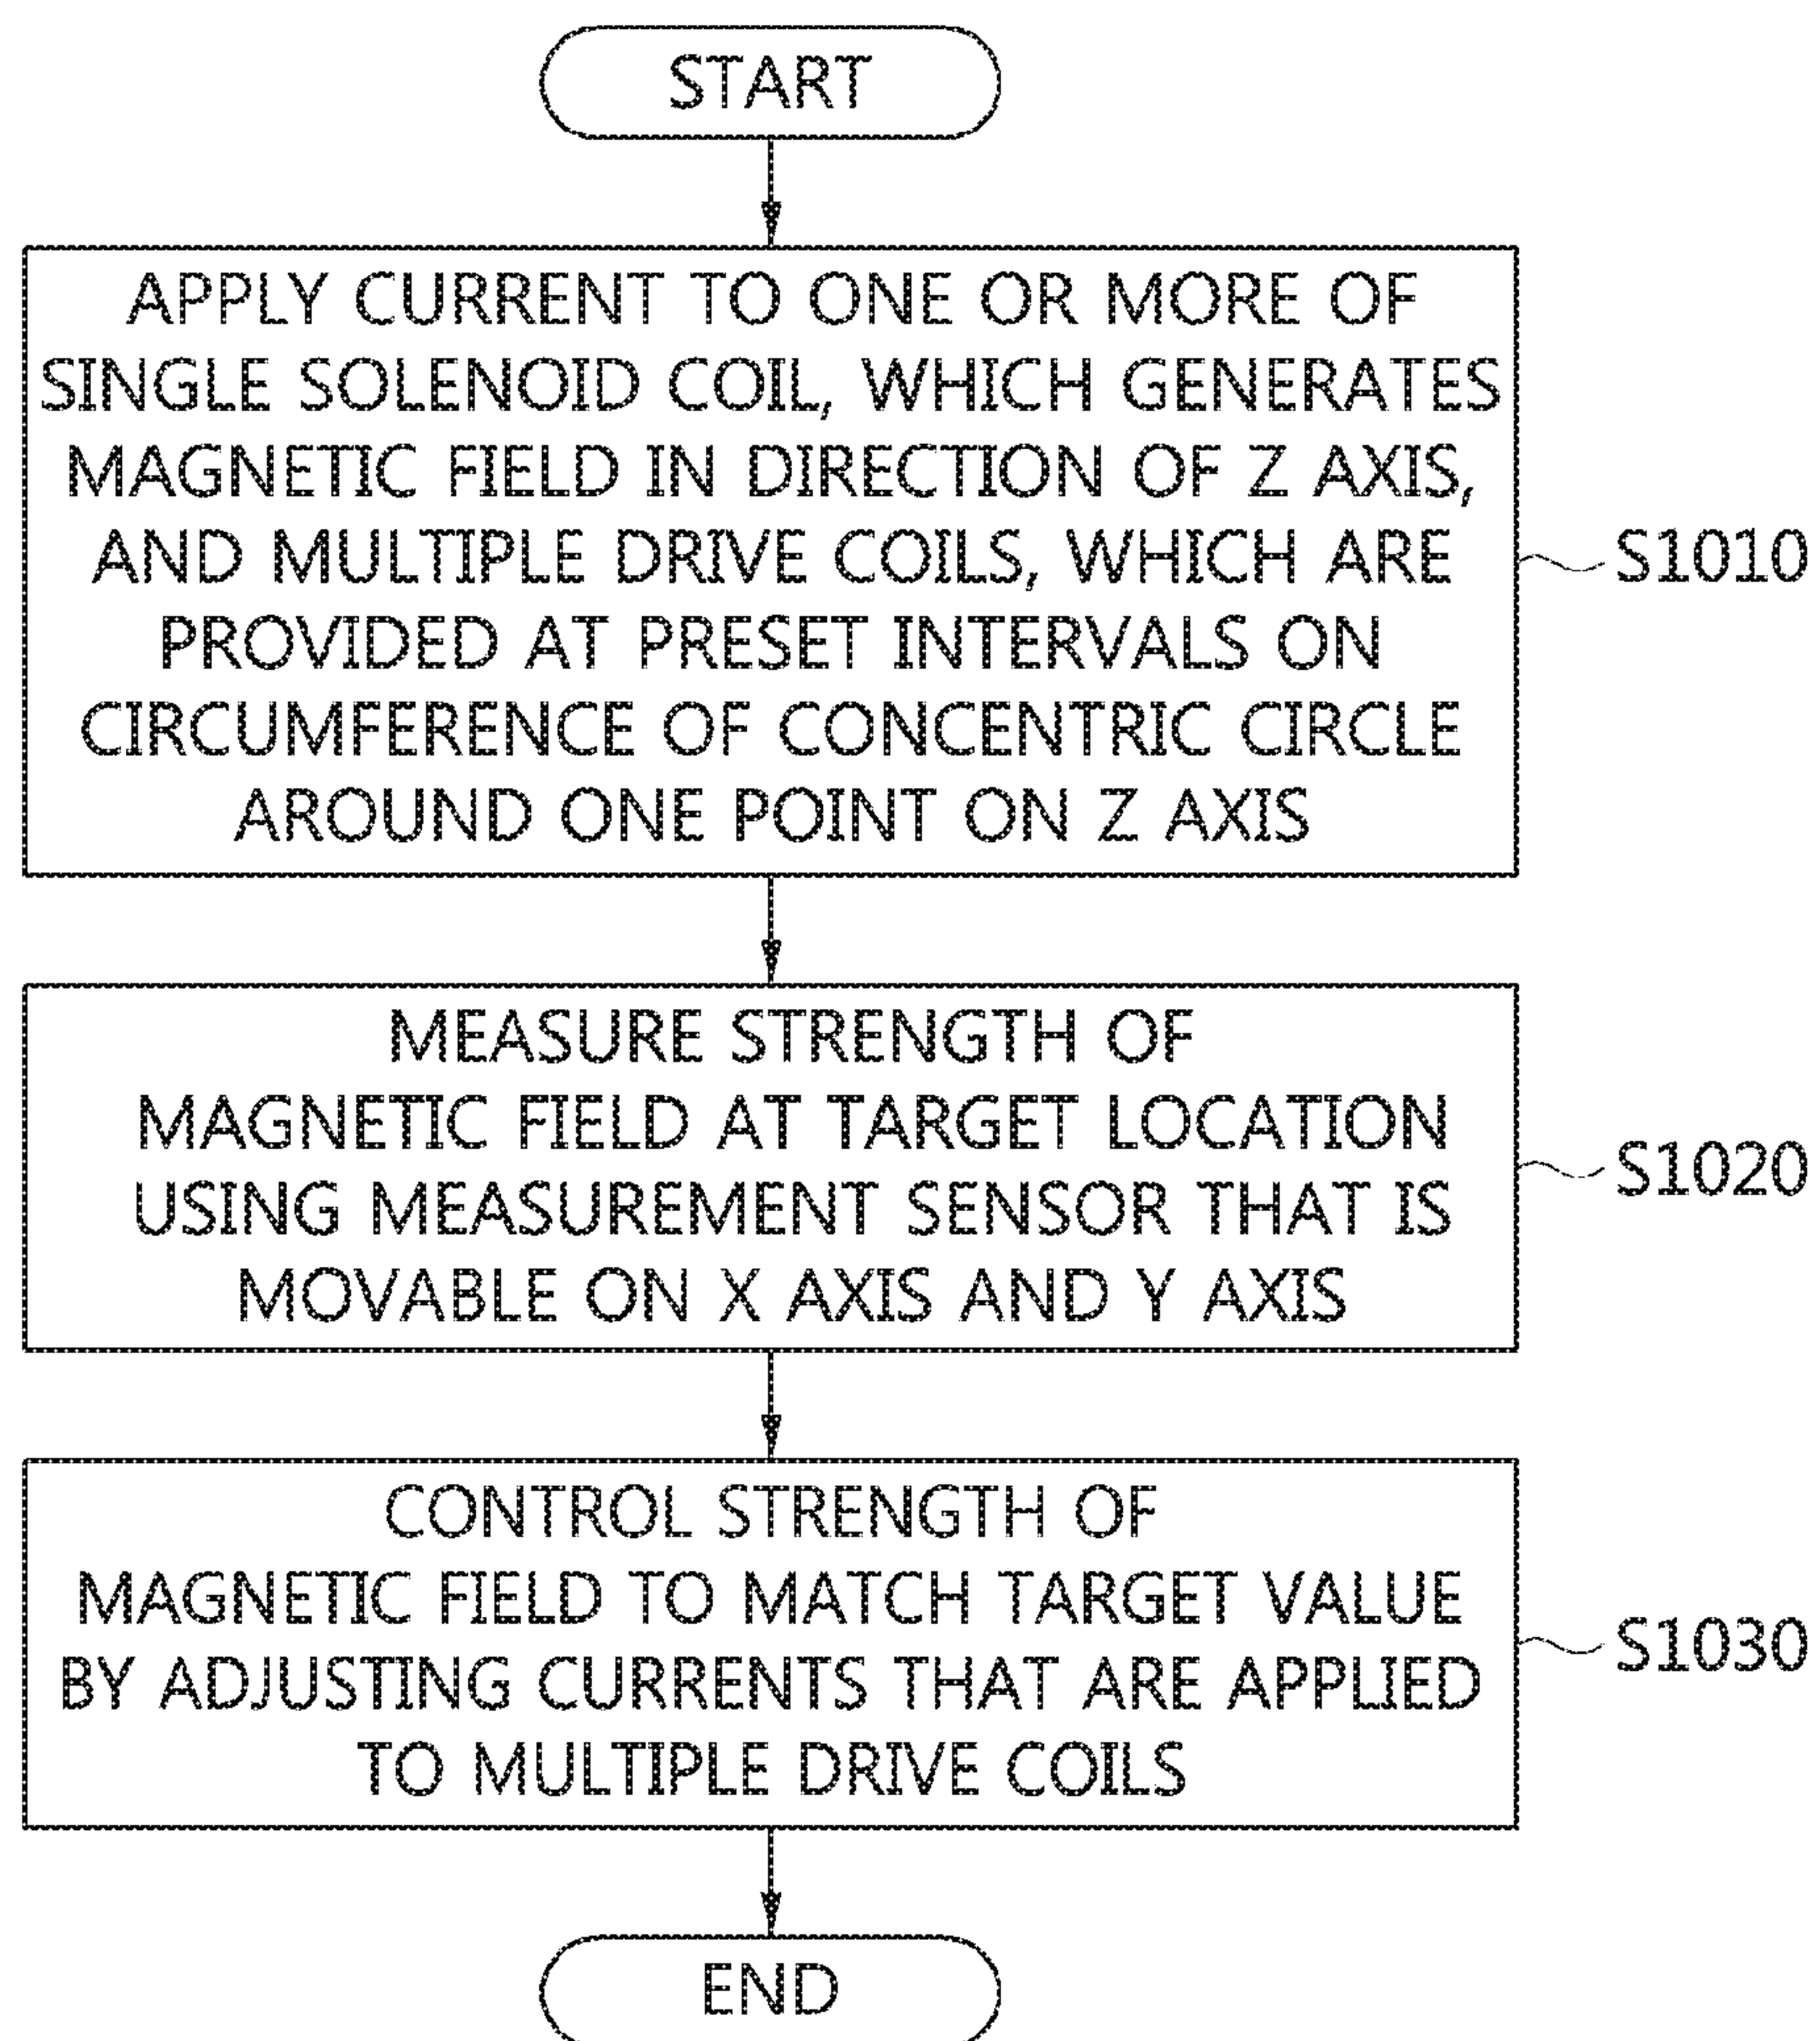 START
APPLY CURRENT TO ONE OR MORE OF
SINGLE SOLENOID COIL, WHICH GENERATES
MAGNETIC FIELD IN DIRECTION OF Z AXIS,
AND MULTIPLE DRIVE COILS, WHICH ARE
PROVIDED AT PRESET INTERVALS ON
CIRCUMFERENCE OF CONCENTRIC CIRCLE
AROUND ONE POINT ON Z AXIS
S1010
MEASURE STRENGTH OF
MAGNETIC FIELD AT TARGET LOCATION
USING MEASUREMENT SENSOR THAT IS
MOVABLE ON X AXIS AND Y AXIS
S1020
CONTROL STRENGTH OF
MAGNETIC FIELD TO MATCH TARGET VALUE
BY ADJUSTING CURRENTS THAT ARE APPLIED
TO MULTIPLE DRIVE COILS
S1030
END